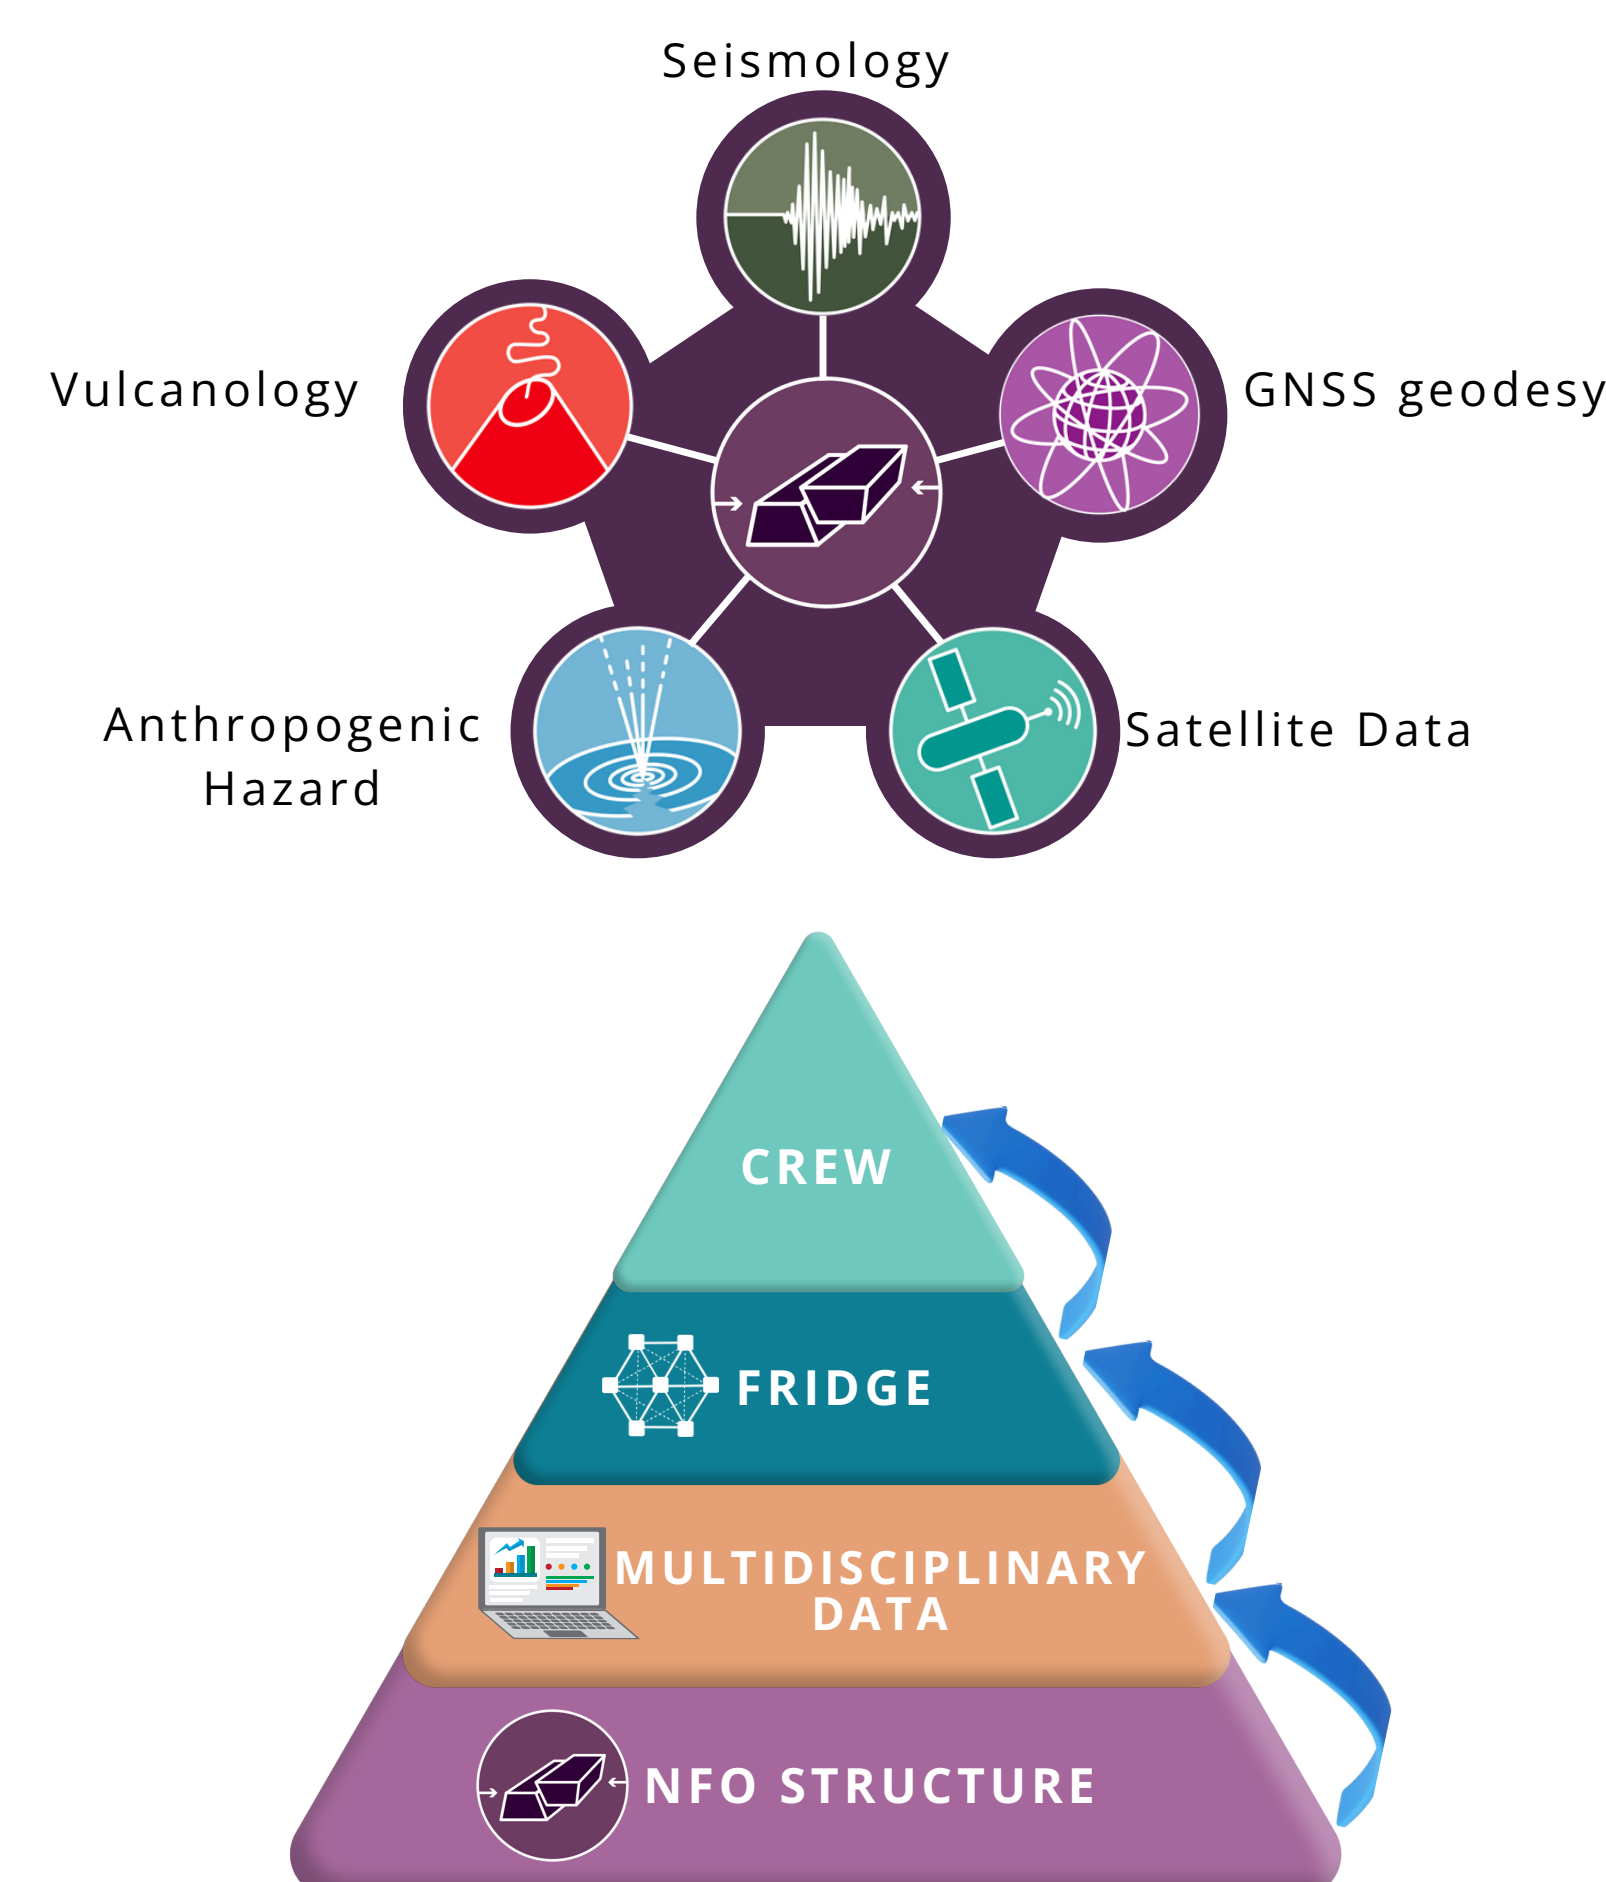 Seismology
Vulcanology
GNSS geodesy
Anthropogenic
Hazard
Satellite Data
CREW
FRIDGE
MULTIDISCIPLINARY
DATA
NFO STRUCTURE